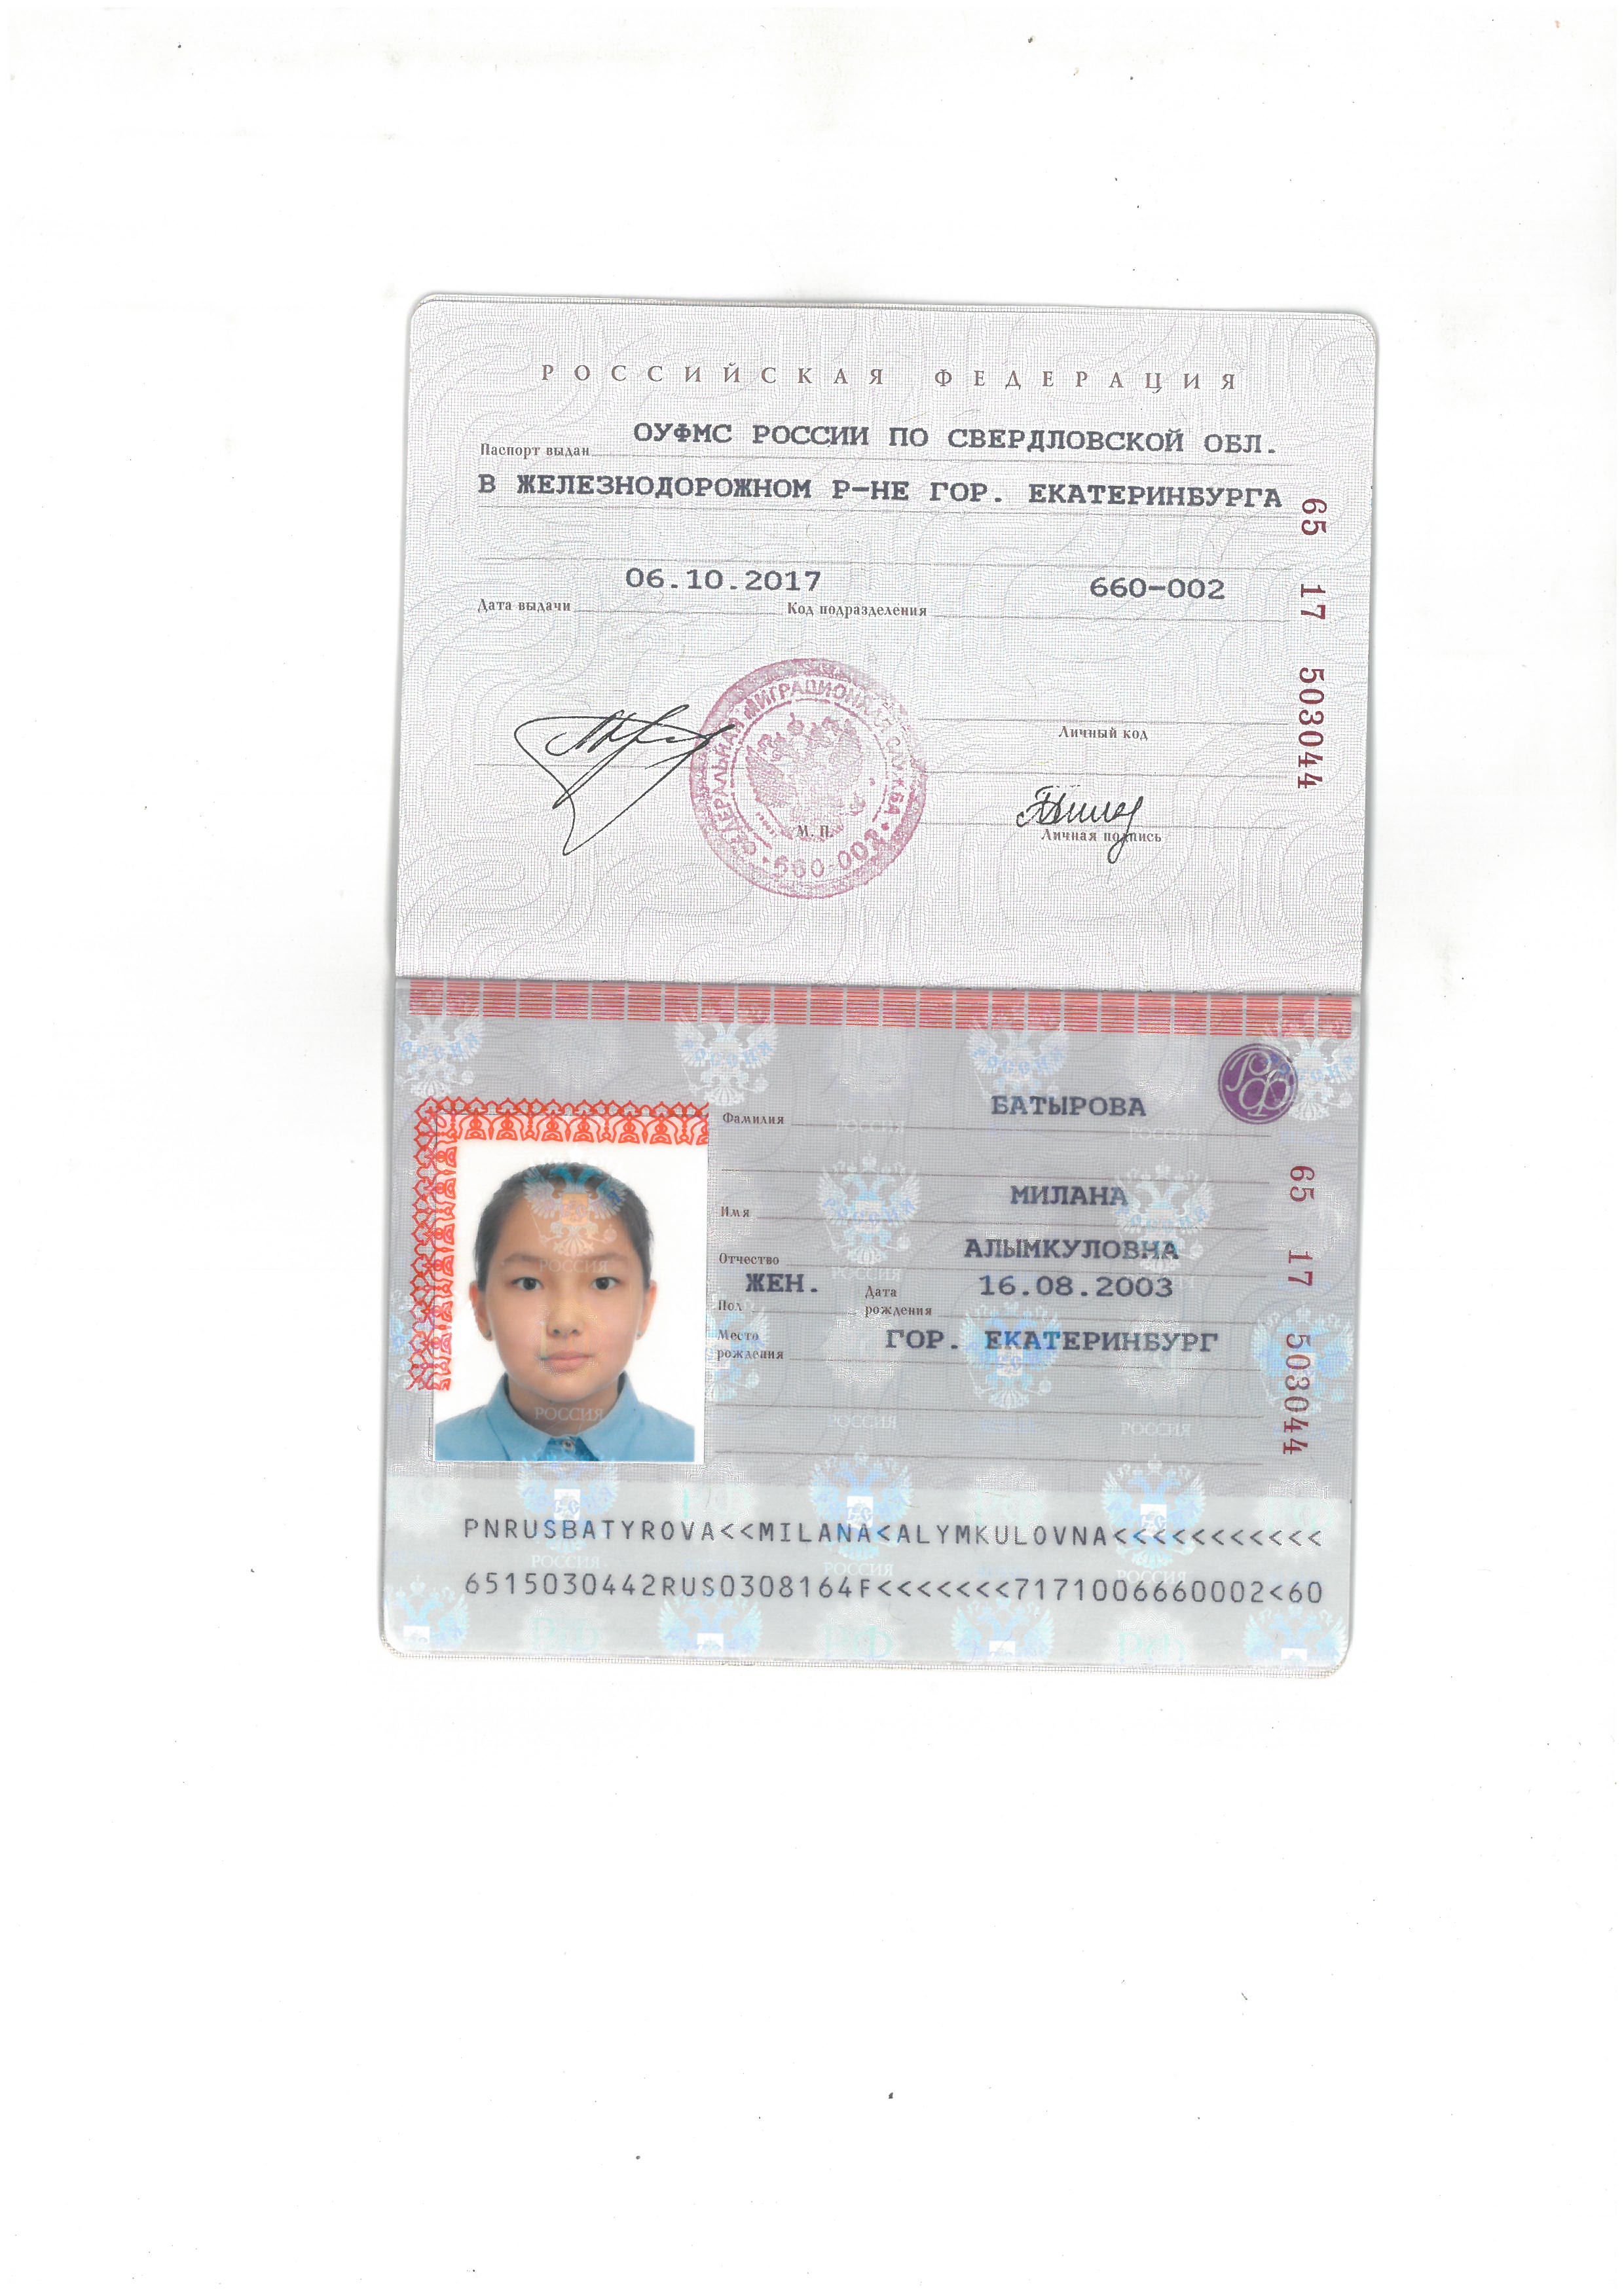 РОССИЙСКАЯ ФЕДЕРАЦИЯ
Паспорт выдан ОУФМС РОССИИ ПО СВЕРДЛОВСКОЙ ОБЛ.
В ЖЕЛЕЗНОДОРОЖНОМ Р-НЕ ГОР. ЕКАТЕРИНБУРГА
Дата выдачи 06.10.2017 Код подразделения 660-002
65 17 503044
Личный код
ФЕДЕРАЛЬНАЯ МИГРАЦИОННАЯ СЛУЖБА
М. П.
660-002
Личная подпись
Фамилия БАТЫРОВА
Имя МИЛАНА
Отчество АЛЫМКУЛОВНА
Пол ЖЕН. Дата рождения 16.08.2003
Место рождения ГОР. ЕКАТЕРИНБУРГ
65 17 503044
PNRUSBATYROVA<<MILANA<ALYMKULOVNA<<<<<<<<<<<
6515030442RUS0308164F<<<<<<<7171006660002<60